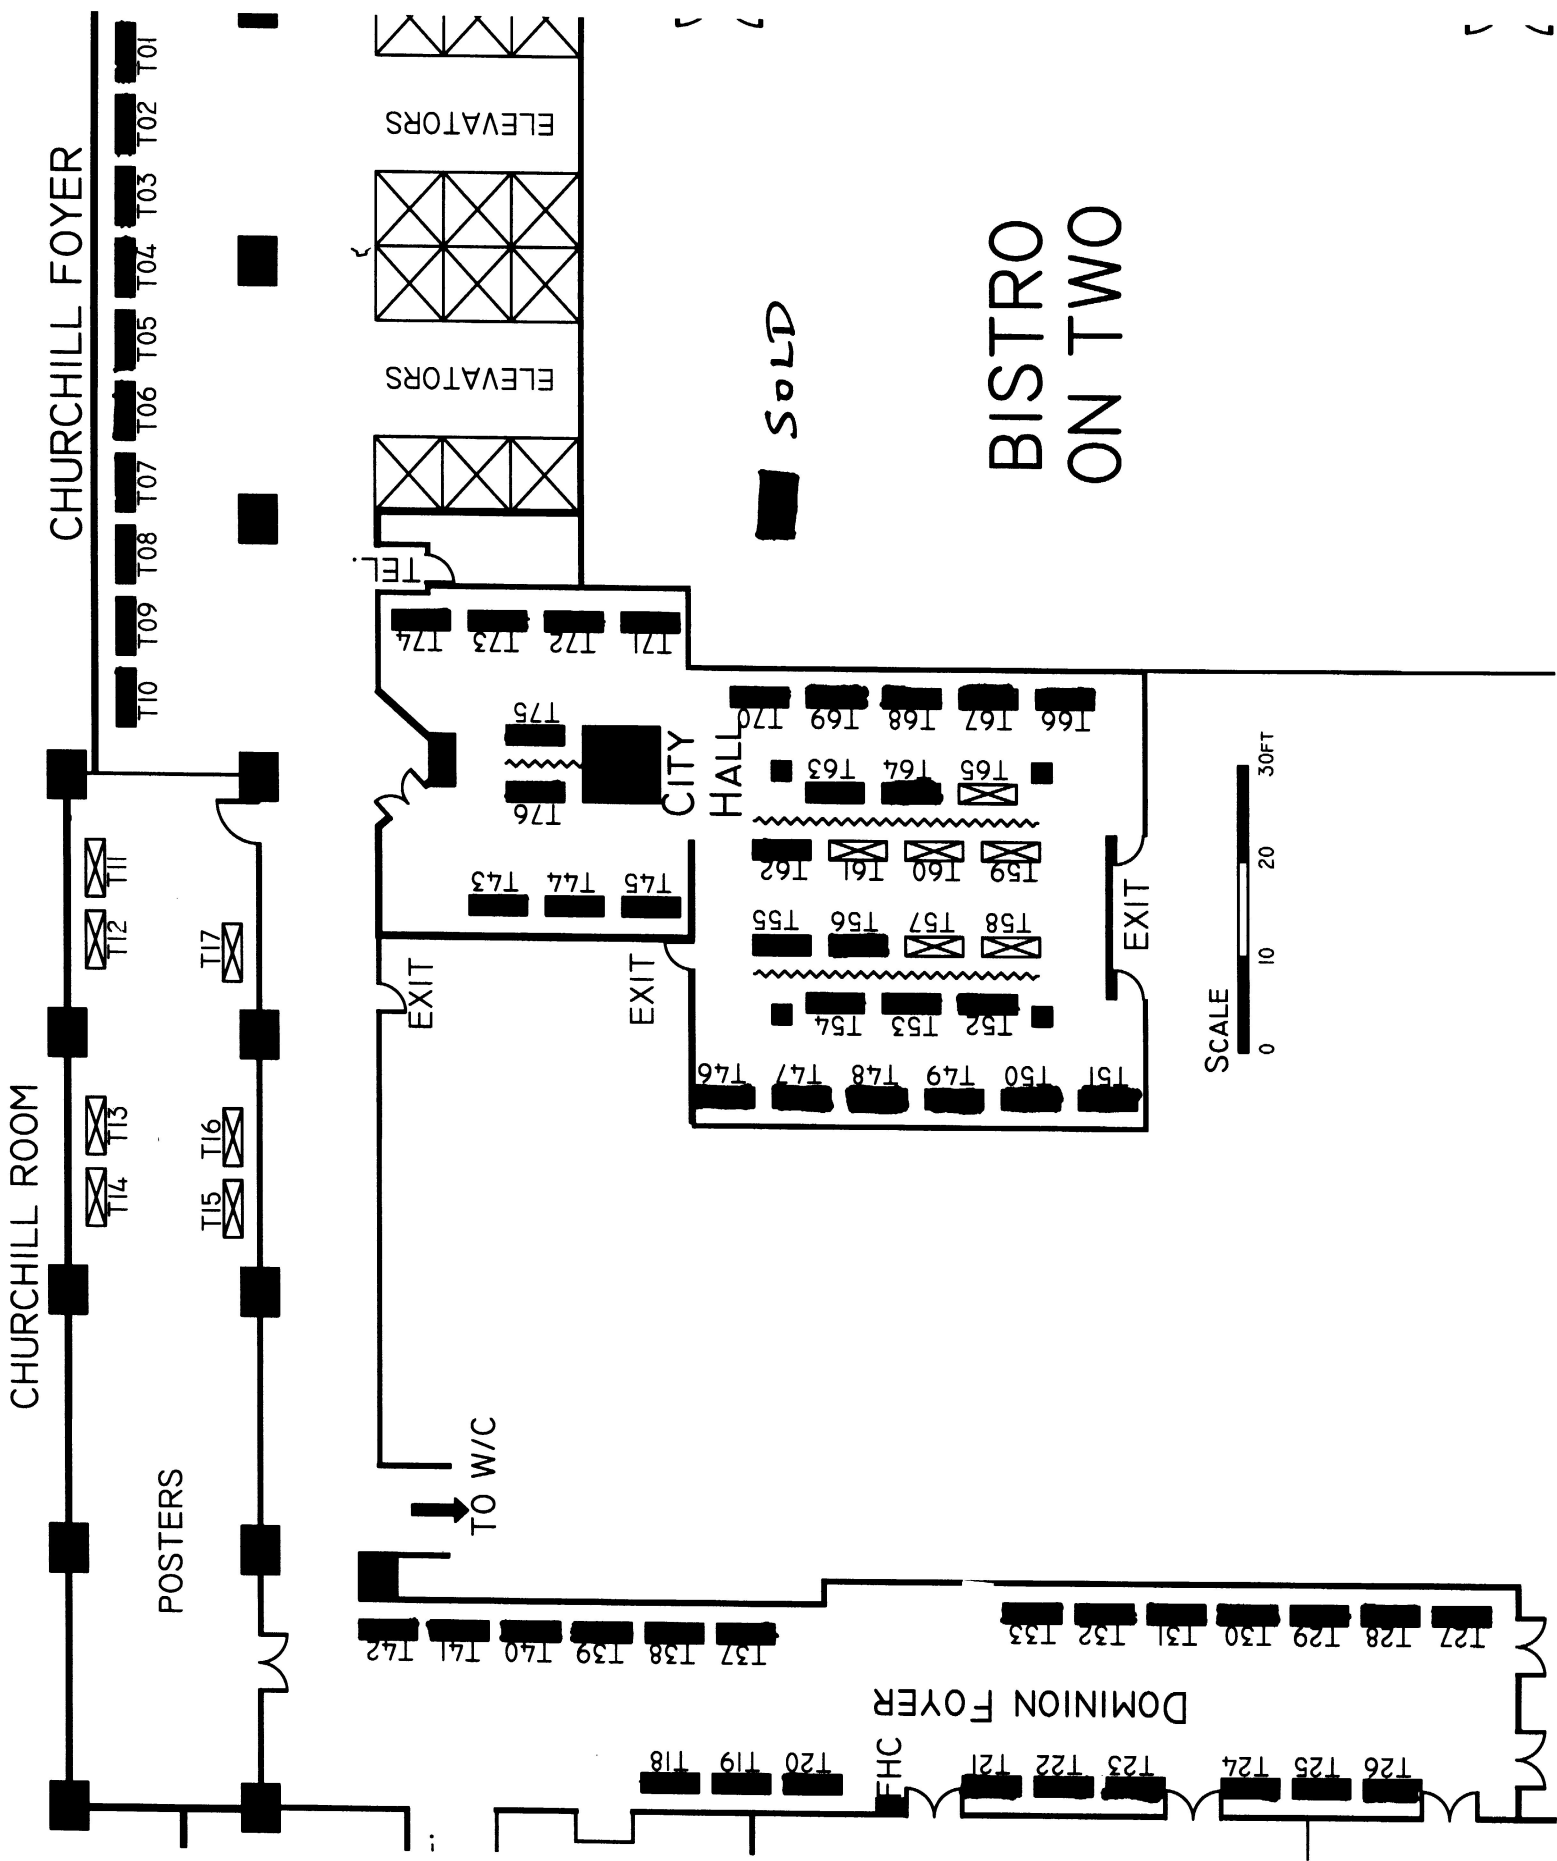 CHURCHILL FOYER
T01
T02
T03
T04
T05
T06
T07
T08
T09
T10
ELEVATORS
ELEVATORS
TEL.
SOLD
BISTRO
ON TWO
CHURCHILL ROOM
T11
T12
T13
T14
T15
T16
T17
POSTERS
T74
T73
T72
T71
T75
T76
CITY
HALL
T43
T44
T45
T70
T69
T68
T67
T66
T63
T64
T65
T62
T61
T60
T59
T55
T56
T57
T58
T54
T53
T52
T46
T47
T48
T49
T50
T51
EXIT
EXIT
EXIT
SCALE
0
10
20
30FT
TO W/C
T42
T41
T40
T39
T38
T37
T33
T32
T31
T30
T29
T28
T27
DOMINION FOYER
T18
T19
T20
FHC
T21
T22
T23
T24
T25
T26